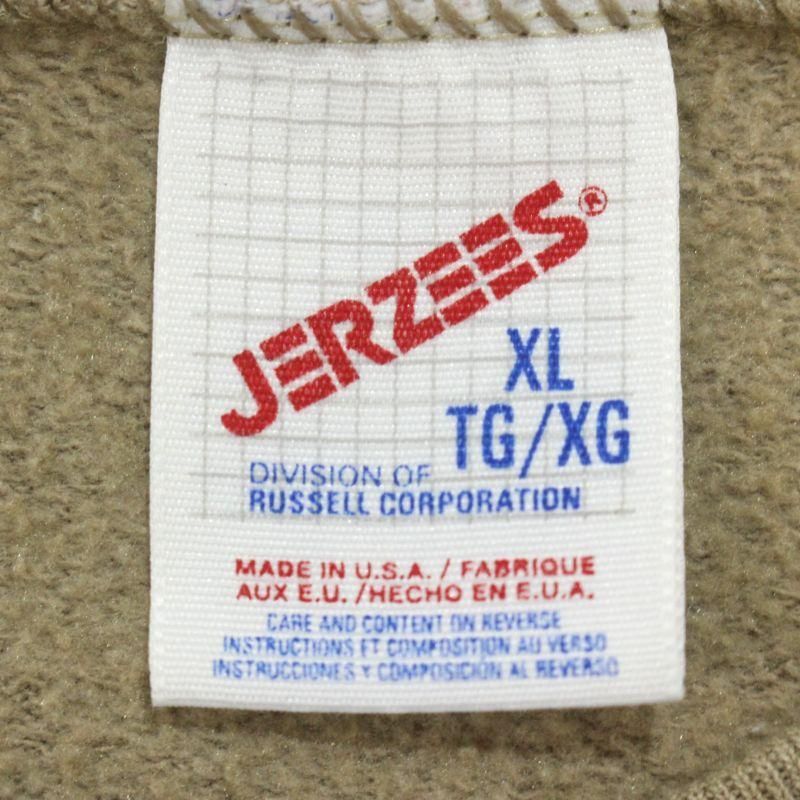 JERZEES®
XL
TG/XG
DIVISION OF
RUSSELL CORPORATION
MADE IN U.S.A. / FABRIQUE
AUX E.U. /HECHO EN E.U.A.
CARE AND CONTENT ON REVERSE
INSTRUCTIONS ET COMPOSITION AU VERSO
INSTRUCCIONES Y COMPOSICIÓN AL REVERSO